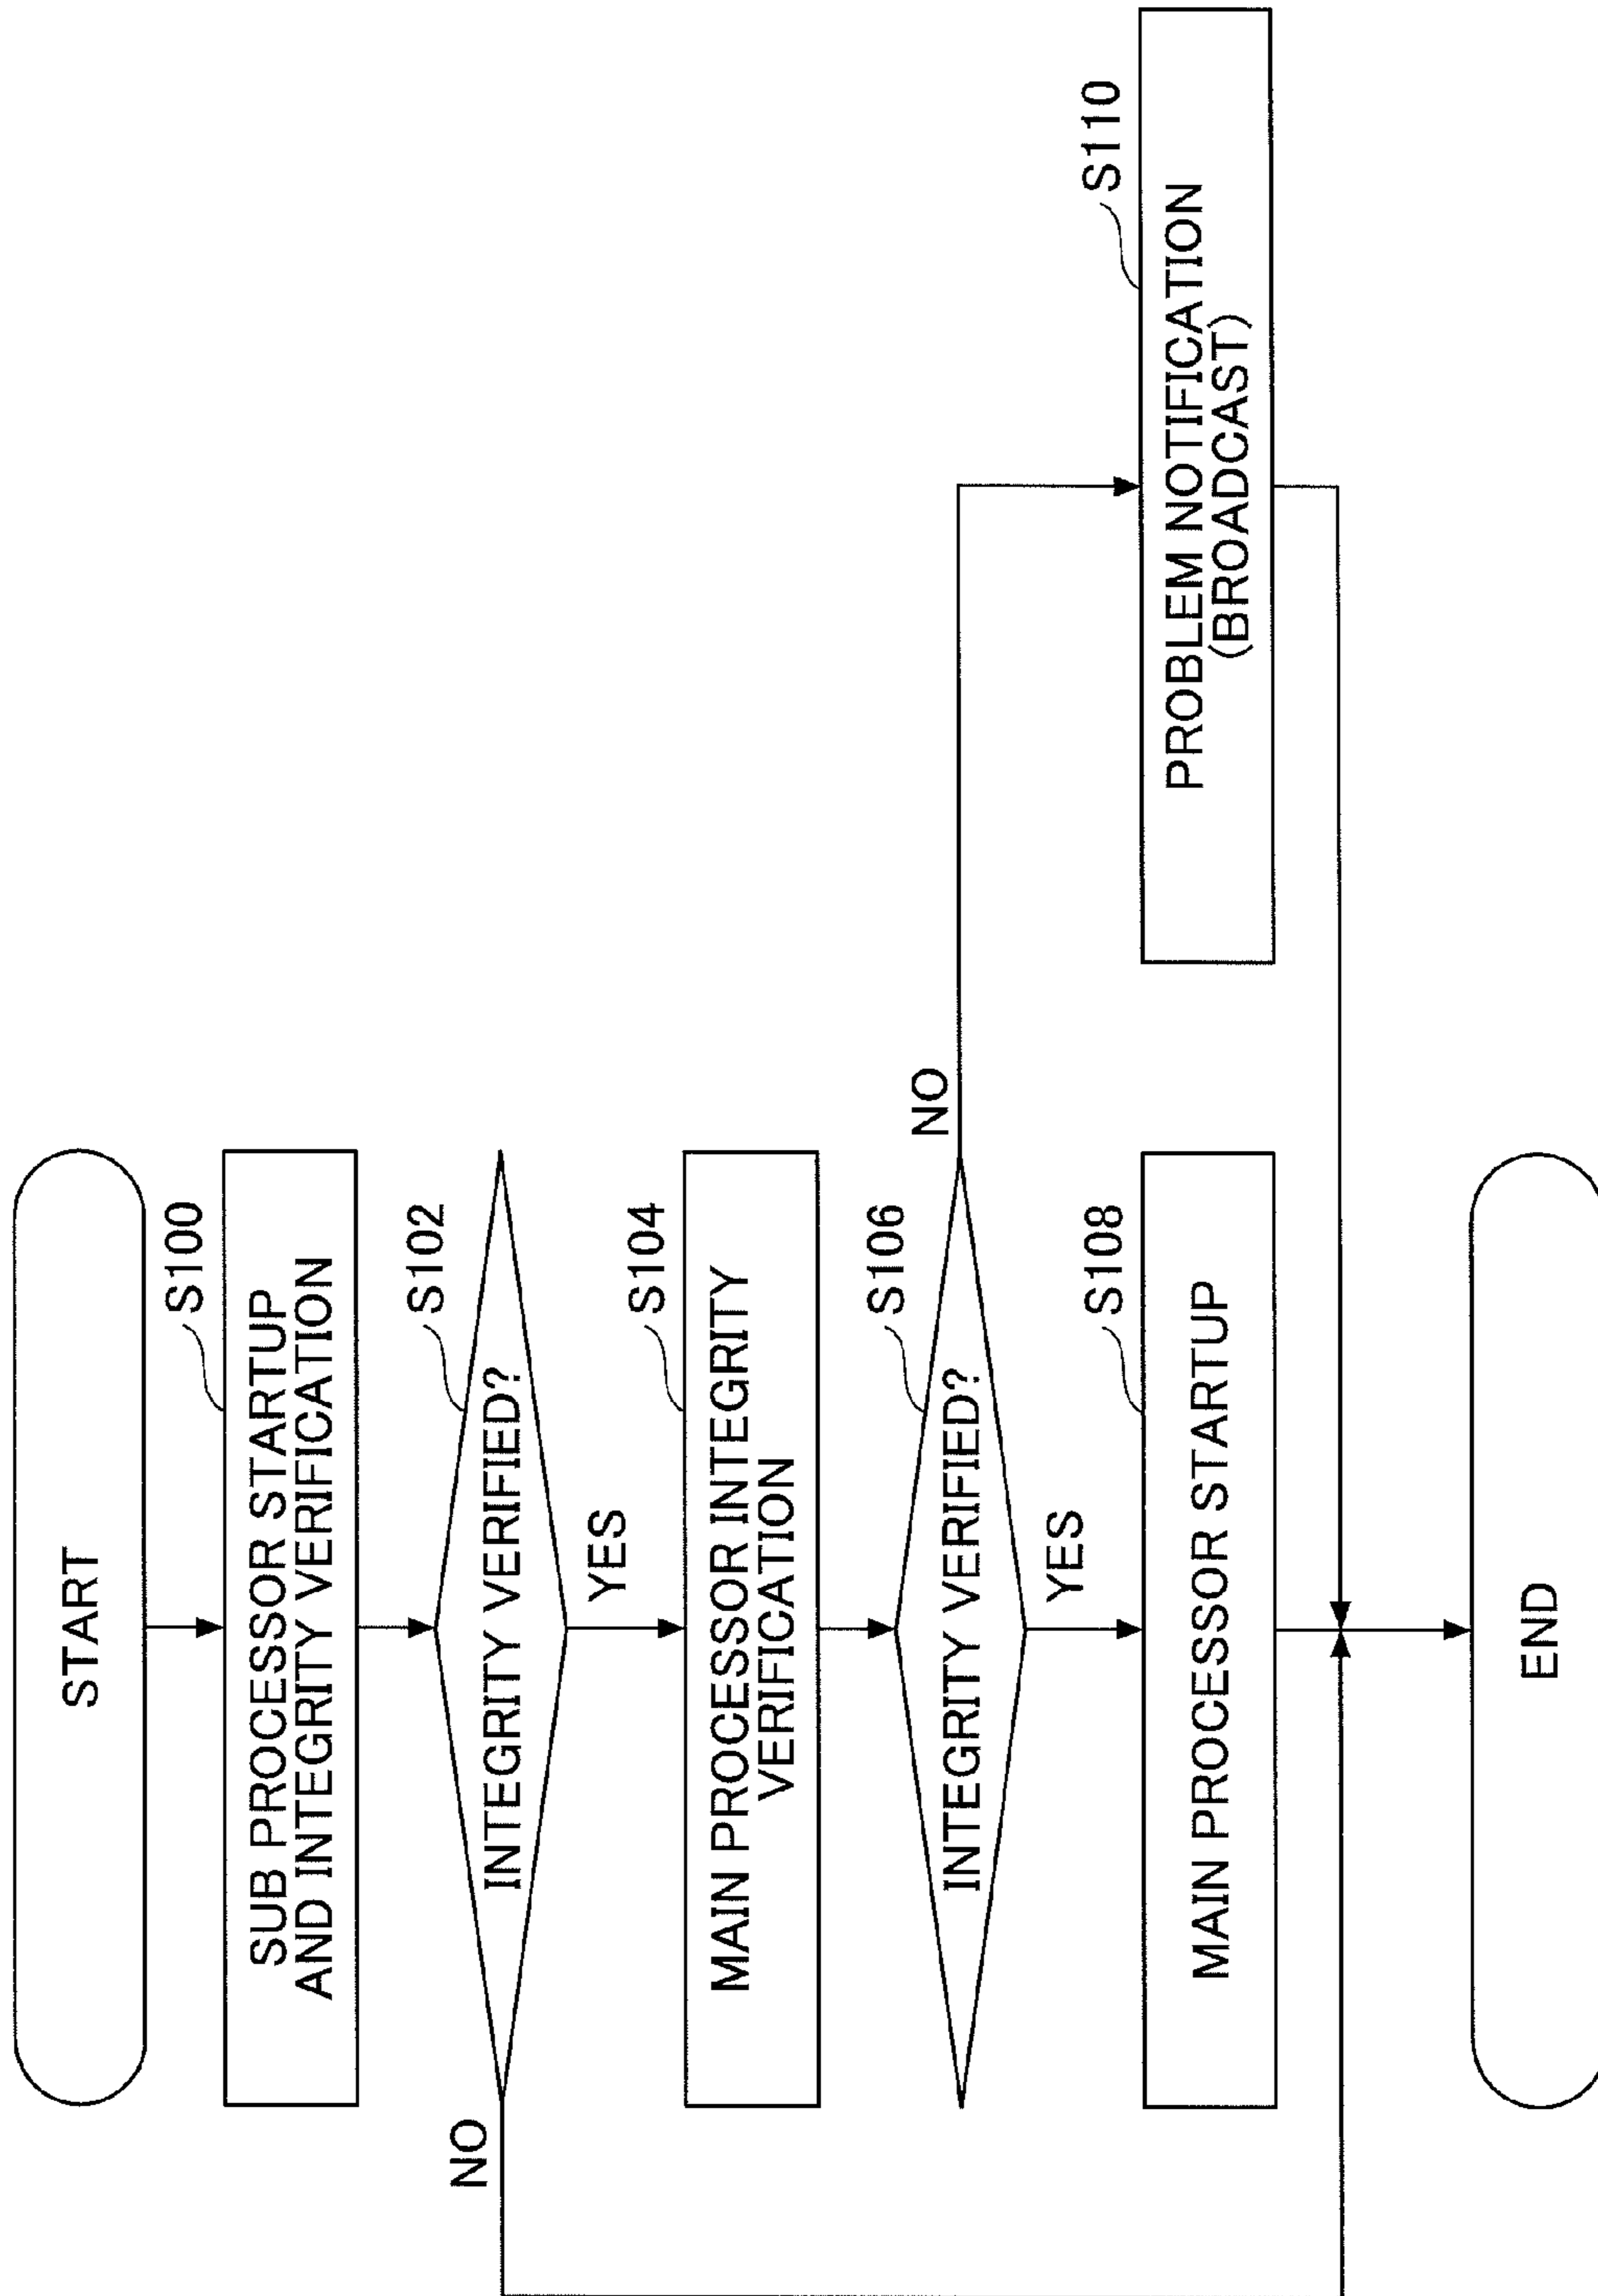 START
S100
SUB PROCESSOR STARTUP
AND INTEGRITY VERIFICATION
S102
INTEGRITY VERIFIED?
NO
YES
S104
MAIN PROCESSOR INTEGRITY
VERIFICATION
S106
INTEGRITY VERIFIED?
NO
YES
S108
MAIN PROCESSOR STARTUP
S110
PROBLEM NOTIFICATION
(BROADCAST)
END